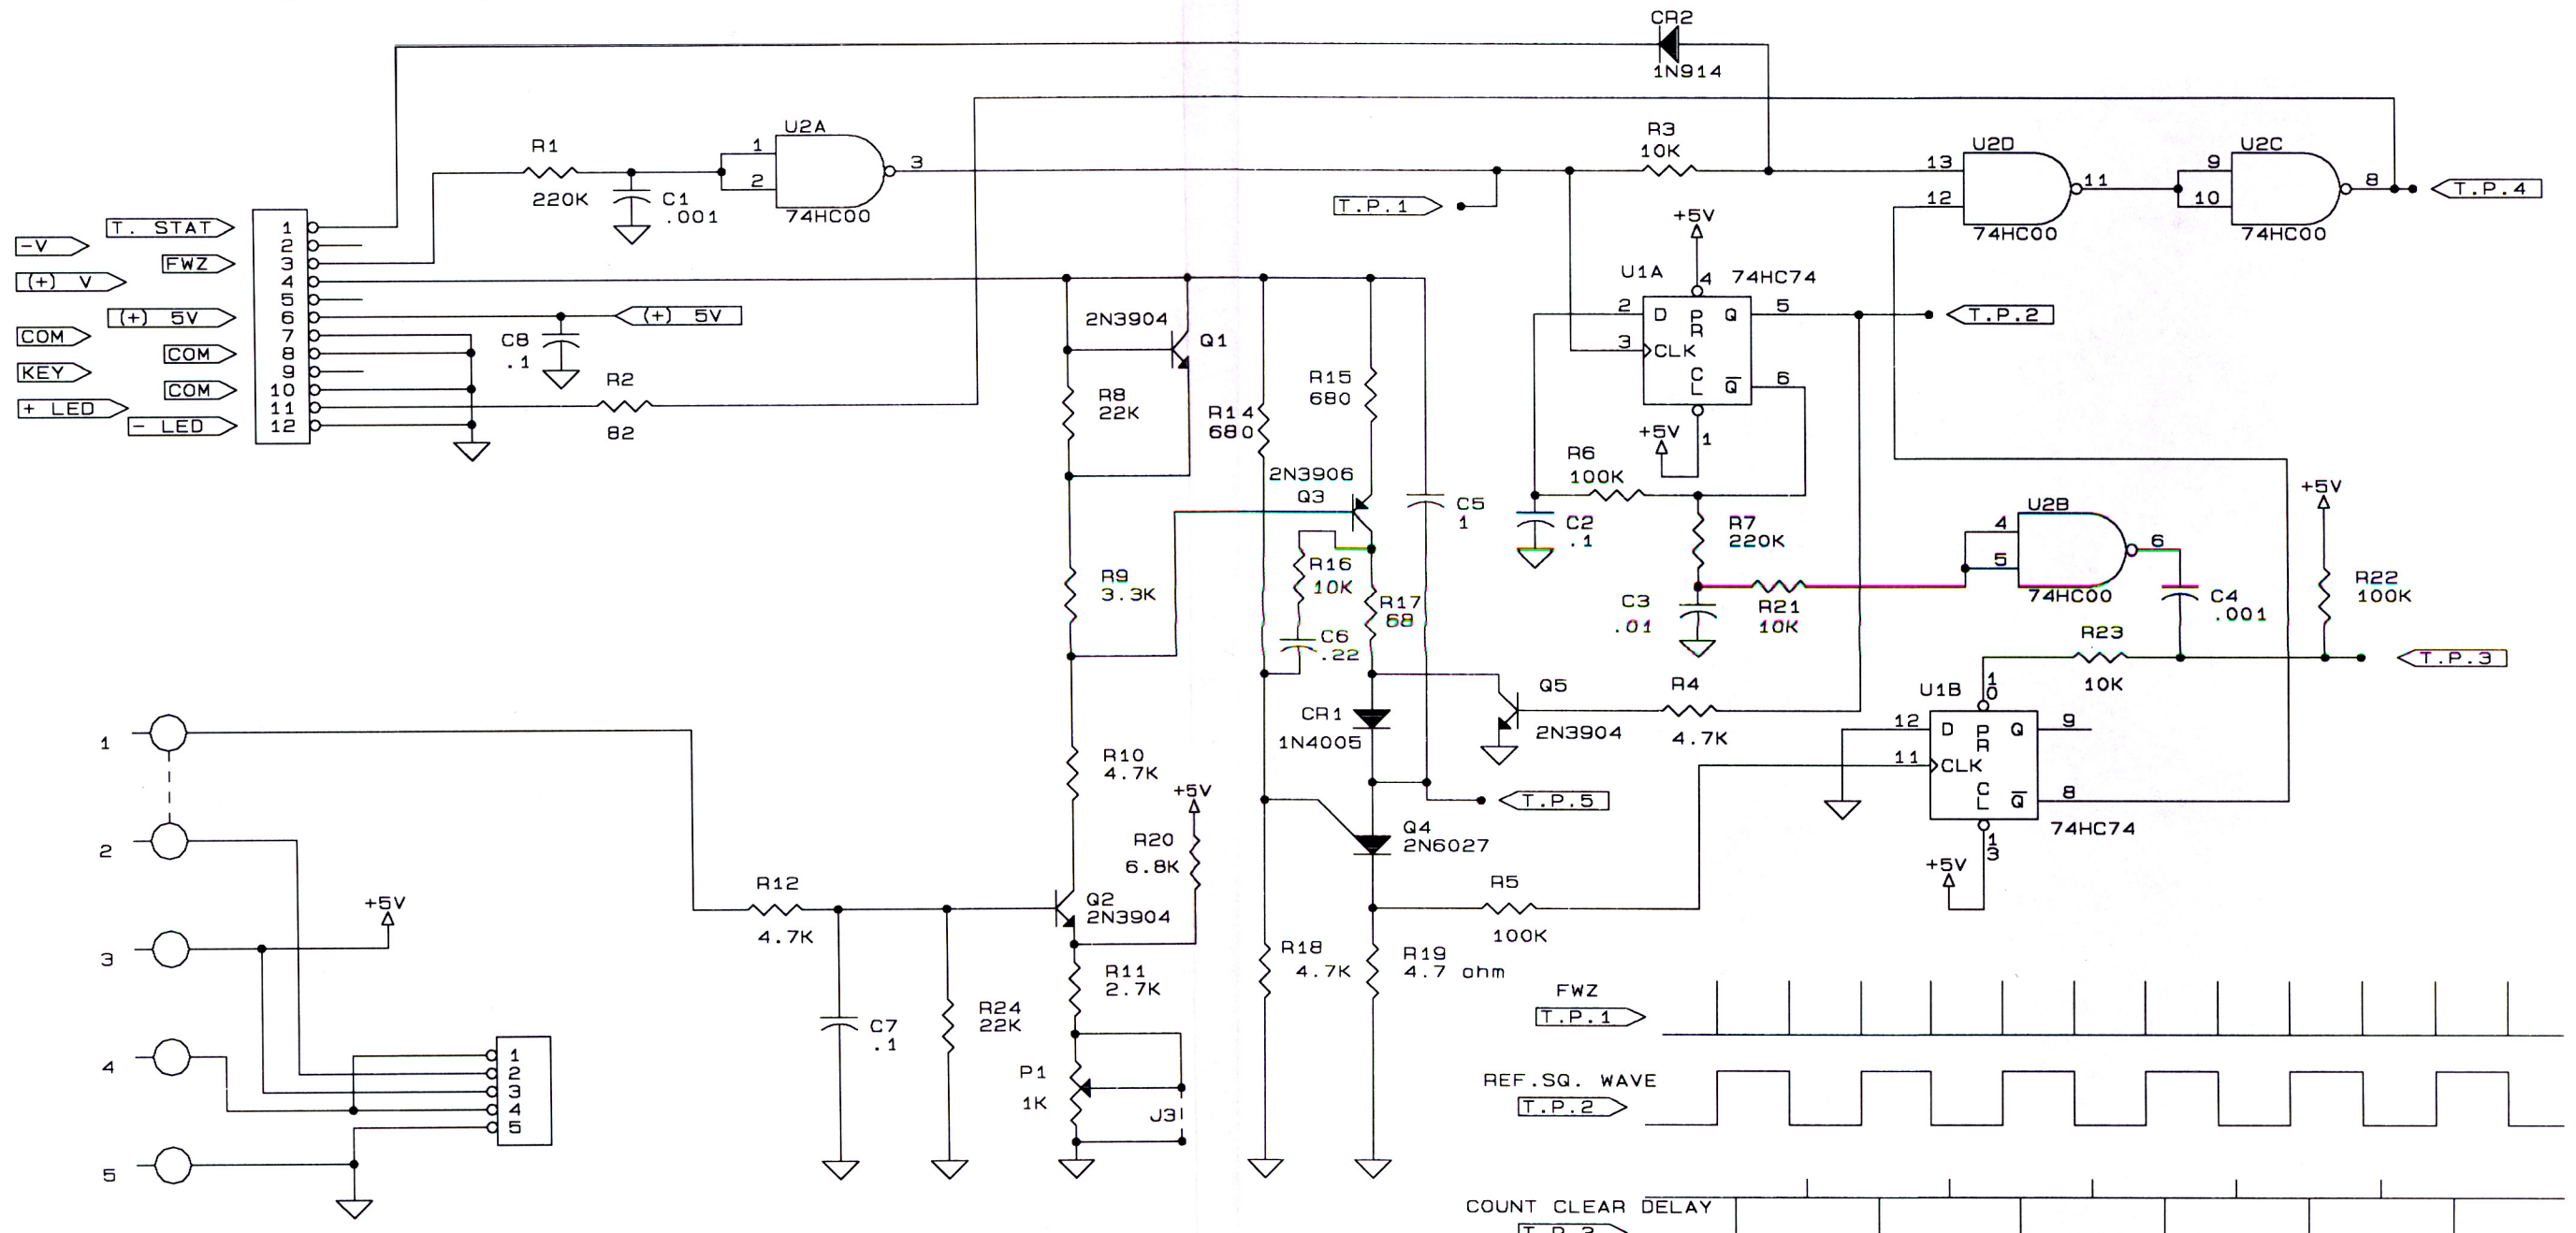 CR2
1N914
R1
220K
C1
.001
U2A
1
2
3
74HC00
R3
10K
T.P.1
U2D
13
12
11
74HC00
U2C
9
10
8
74HC00
T.P.4
T. STAT
-V
FWZ
(+) V
(+) 5V
COM
COM
KEY
COM
+ LED
- LED
1
2
3
4
5
6
7
8
9
10
11
12
C8
.1
(+) 5V
R2
82
2N3904
Q1
R8
22K
R9
3.3K
R10
4.7K
R14
680
R15
680
2N3906
Q3
R16
10K
C6
.22
R17
68
C5
1
CR1
1N4005
Q5
2N3904
R4
4.7K
T.P.5
Q4
2N6027
R5
100K
R18
4.7K
R19
4.7 ohm
+5V
U1A
74HC74
4
2
D
PR
Q
5
3
CLK
CL
Q
6
+5V
1
T.P.2
R6
100K
C2
.1
R7
220K
C3
.01
R21
10K
U2B
4
5
6
74HC00
C4
.001
+5V
R22
100K
R23
10K
T.P.3
U1B
10
12
D
PR
Q
9
11
CLK
CL
Q
8
74HC74
+5V
13
1
2
3
+5V
4
5
1
2
3
4
5
R12
4.7K
C7
.1
R24
22K
Q2
2N3904
+5V
R20
6.8K
R11
2.7K
P1
1K
J3
FWZ
T.P.1
REF.SQ. WAVE
T.P.2
COUNT CLEAR DELAY